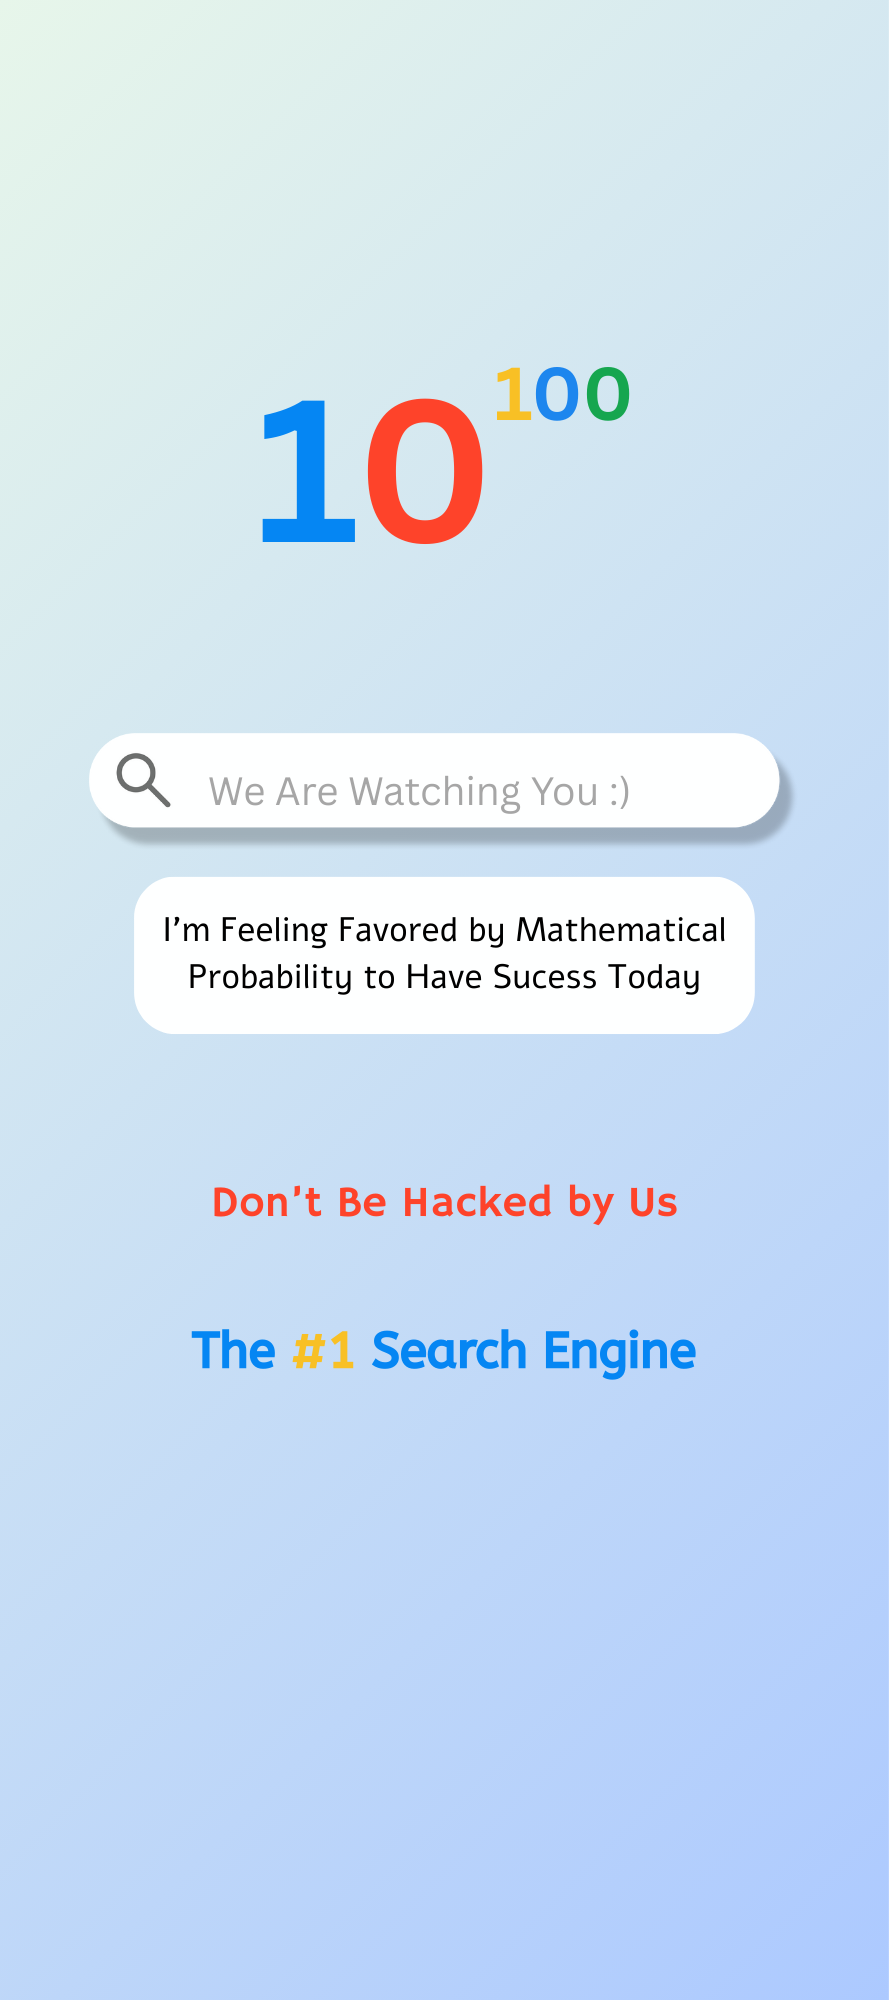 10¹⁰⁰
We Are Watching You :)
I'm Feeling Favored by Mathematical
Probability to Have Sucess Today
Don't Be Hacked by Us
The #1 Search Engine